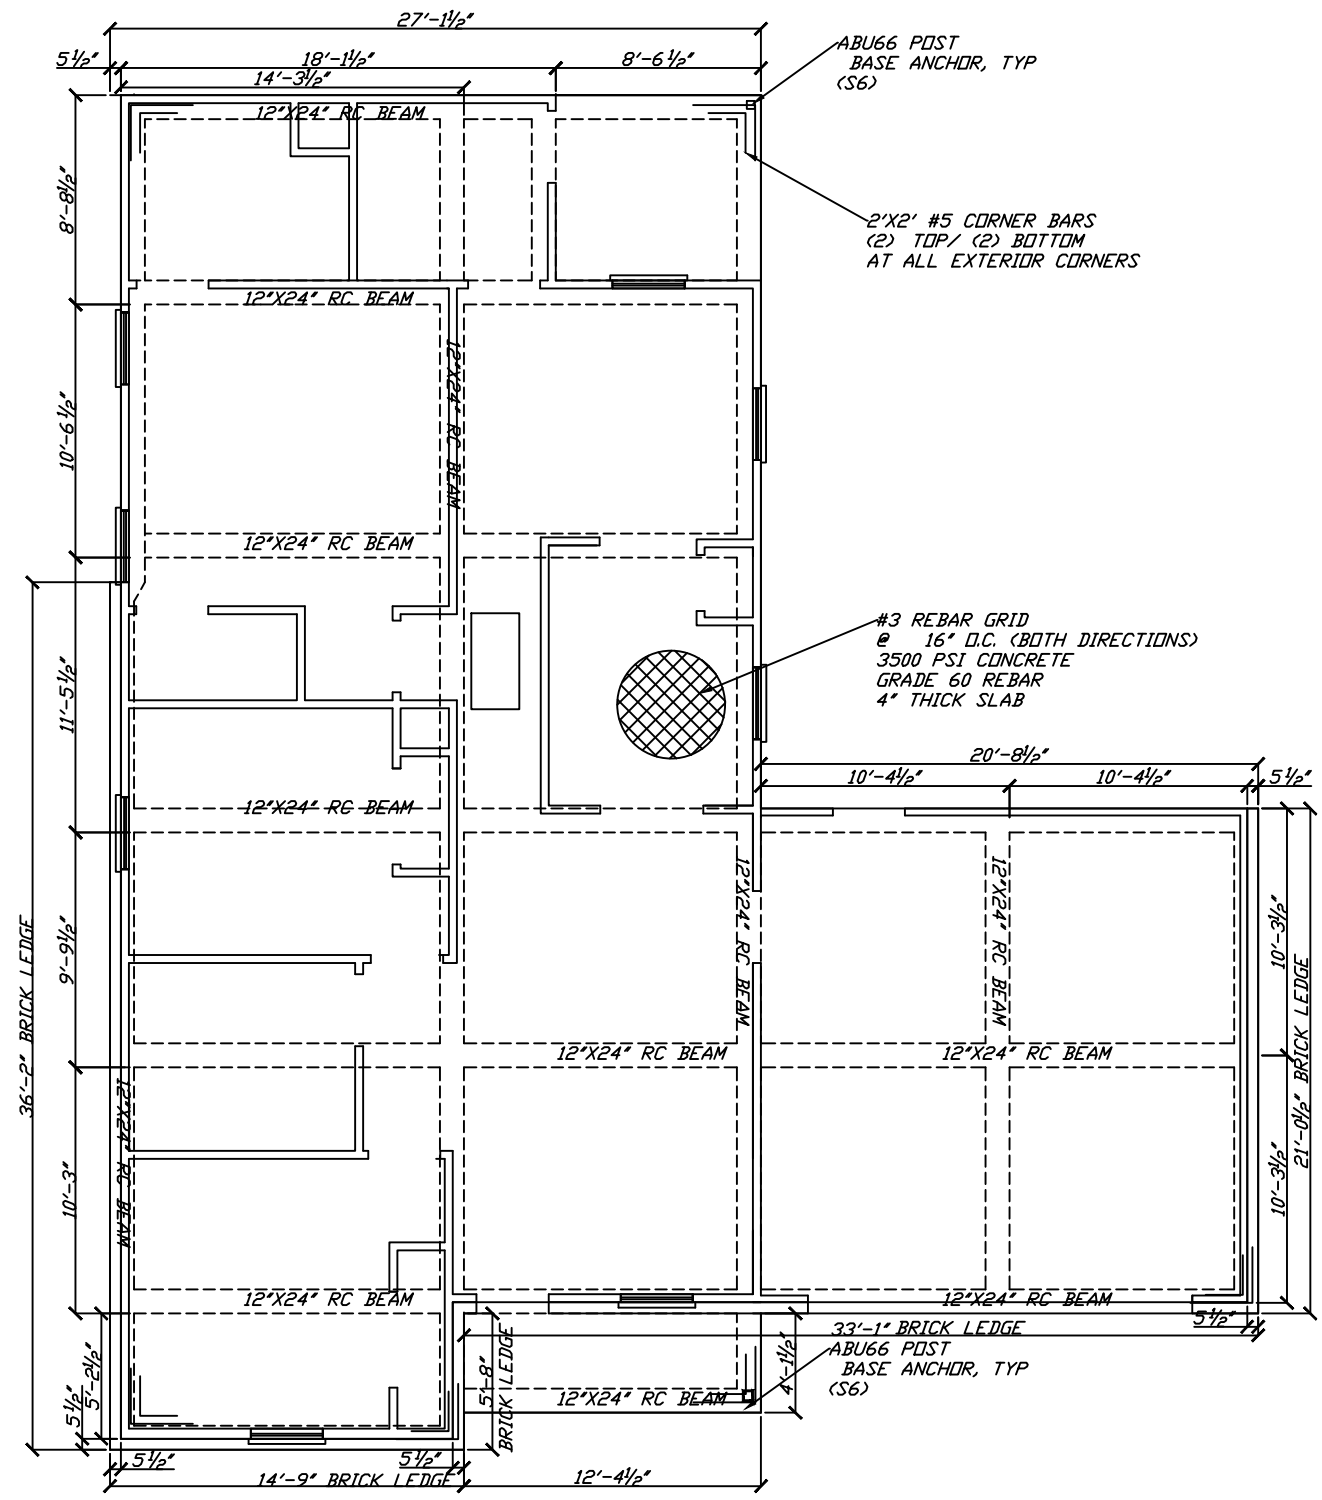 27'-1½"
5½"
18'-1½"
8'-6½"
14'-3½"
ABU66 POST
BASE ANCHOR, TYP
(S6)
12"X24" RC BEAM
8'-8½"
2'X2' #5 CORNER BARS
(2) TOP/ (2) BOTTOM
AT ALL EXTERIOR CORNERS
12"X24" RC BEAM
12"X24" RC BEAM
10'-6½"
12"X24" RC BEAM
#3 REBAR GRID
@ 16" O.C. (BOTH DIRECTIONS)
3500 PSI CONCRETE
GRADE 60 REBAR
4" THICK SLAB
11'-5½"
20'-8½"
10'-4½"
10'-4½"
5½"
12"X24" RC BEAM
12"X24" RC BEAM
12"X24" RC BEAM
9'-9½"
10'-3½"
36'-2" BRICK LEDGE
21'-0½" BRICK LEDGE
12"X24" RC BEAM
12"X24" RC BEAM
12"X24" RC BEAM
10'-3"
10'-3½"
12"X24" RC BEAM
12"X24" RC BEAM
5½"
33'-1" BRICK LEDGE
ABU66 POST
BASE ANCHOR, TYP
(S6)
5'-2½"
5½"
5'-8"
BRICK LEDGE
4'-1½"
12"X24" RC BEAM
5½"
5½"
14'-9" BRICK LEDGE
12'-4½"